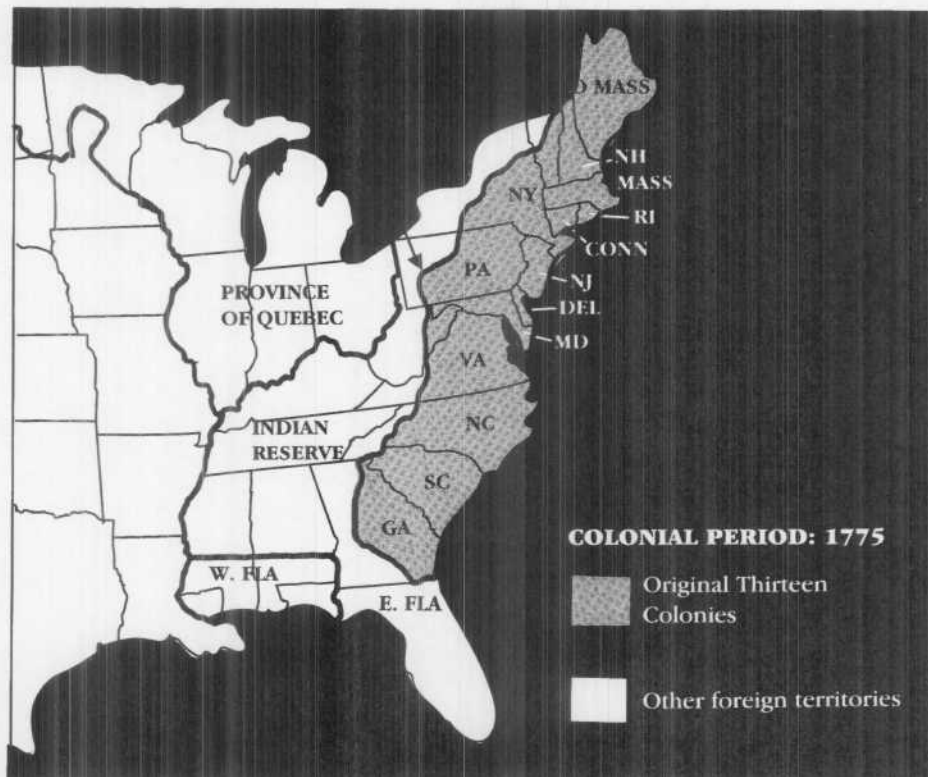 O MASS
NH
MASS
NY
RI
CONN
PA
NJ
PROVINCE
OF QUEBEC
DEL
MD
VA
NC
INDIAN
RESERVE
SC
GA
COLONIAL PERIOD: 1775
W. FLA
Original Thirteen
Colonies
E. FLA
Other foreign territories